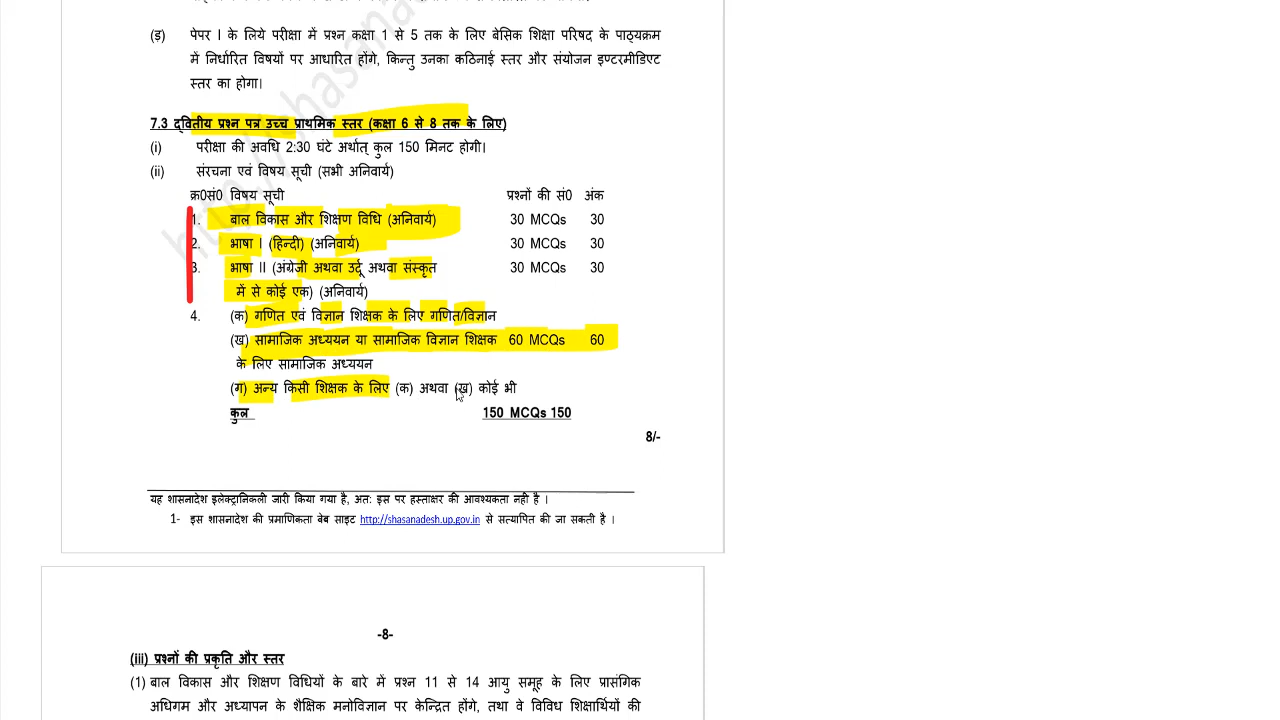 (इ) पेपर I के लिये परीक्षा में प्रश्न कक्षा 1 से 5 तक के लिए बेसिक शिक्षा परिषद के पाठ्यक्रम
में निर्धारित विषयों पर आधारित होंगे, किन्तु उनका कठिनाई स्तर और संयोजन इण्टरमीडिएट
स्तर का होगा।
7.3 द्वितीय प्रश्न पत्र उच्च प्राथमिक स्तर (कक्षा 6 से 8 तक के लिए)
(i) परीक्षा की अवधि 2:30 घंटे अर्थात् कुल 150 मिनट होगी।
(ii) संरचना एवं विषय सूची (सभी अनिवार्य)
क्र0सं0 विषय सूची प्रश्नों की सं0 अंक
1. बाल विकास और शिक्षण विधि (अनिवार्य) 30 MCQs 30
2. भाषा I (हिन्दी) (अनिवार्य) 30 MCQs 30
3. भाषा II (अंग्रेजी अथवा उर्दू अथवा संस्कृत 30 MCQs 30
में से कोई एक) (अनिवार्य)
4. (क) गणित एवं विज्ञान शिक्षक के लिए गणित/विज्ञान
(ख) सामाजिक अध्ययन या सामाजिक विज्ञान शिक्षक 60 MCQs 60
के लिए सामाजिक अध्ययन
(ग) अन्य किसी शिक्षक के लिए (क) अथवा (ख) कोई भी
कुल 150 MCQs 150
8/-
यह शासनादेश इलेक्ट्रानिकली जारी किया गया है, अत: इस पर हस्ताक्षर की आवश्यकता नही है ।
1- इस शासनादेश की प्रमाणिकता वेब साइट http://shasanadesh.up.gov.in से सत्यापित की जा सकती है ।
-8-
(iii) प्रश्नों की प्रकृति और स्तर
(1) बाल विकास और शिक्षण विधियों के बारे में प्रश्न 11 से 14 आयु समूह के लिए प्रासंगिक
अधिगम और अध्यापन के शैक्षिक मनोविज्ञान पर केन्द्रित होंगे, तथा वे विविध शिक्षार्थियों की